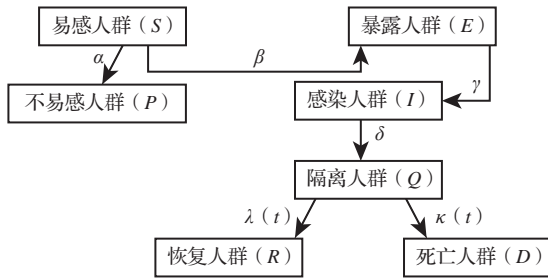 易感人群（S）
暴露人群（E）
α
β
不易感人群（P）
感染人群（I）
γ
δ
隔离人群（Q）
λ（t）
κ（t）
恢复人群（R）
死亡人群（D）